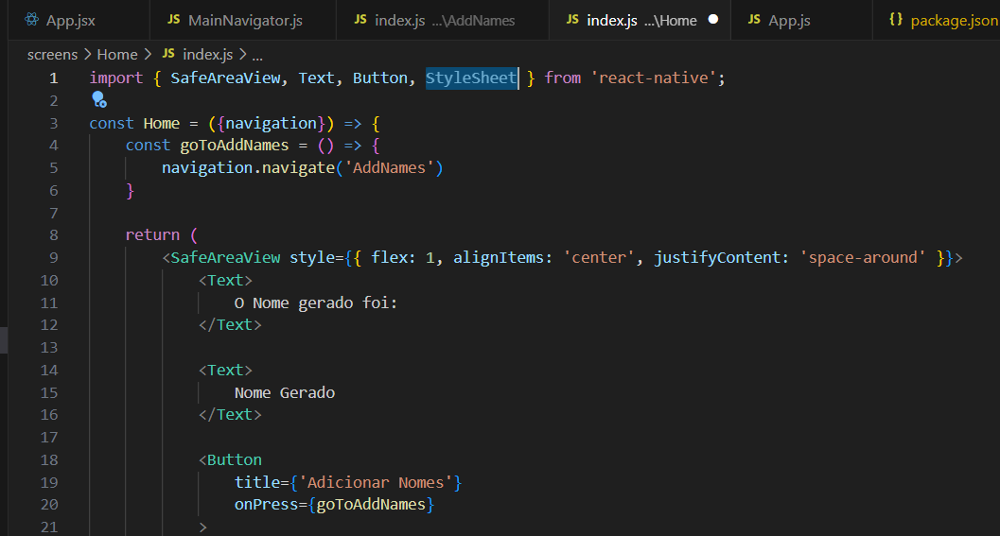 App.jsx JS MainNavigator.js JS index.js ...\AddNames JS index.js ...\Home JS App.js {} package.json
screens > Home > JS index.js > ...
1 import { SafeAreaView, Text, Button, StyleSheet } from 'react-native';
2
3 const Home = ({navigation}) => {
4 const goToAddNames = () => {
5 navigation.navigate('AddNames')
6 }
7
8 return (
9 <SafeAreaView style={{ flex: 1, alignItems: 'center', justifyContent: 'space-around' }}>
10 <Text>
11 O Nome gerado foi:
12 </Text>
13
14 <Text>
15 Nome Gerado
16 </Text>
17
18 <Button
19 title={'Adicionar Nomes'}
20 onPress={goToAddNames}
21 >